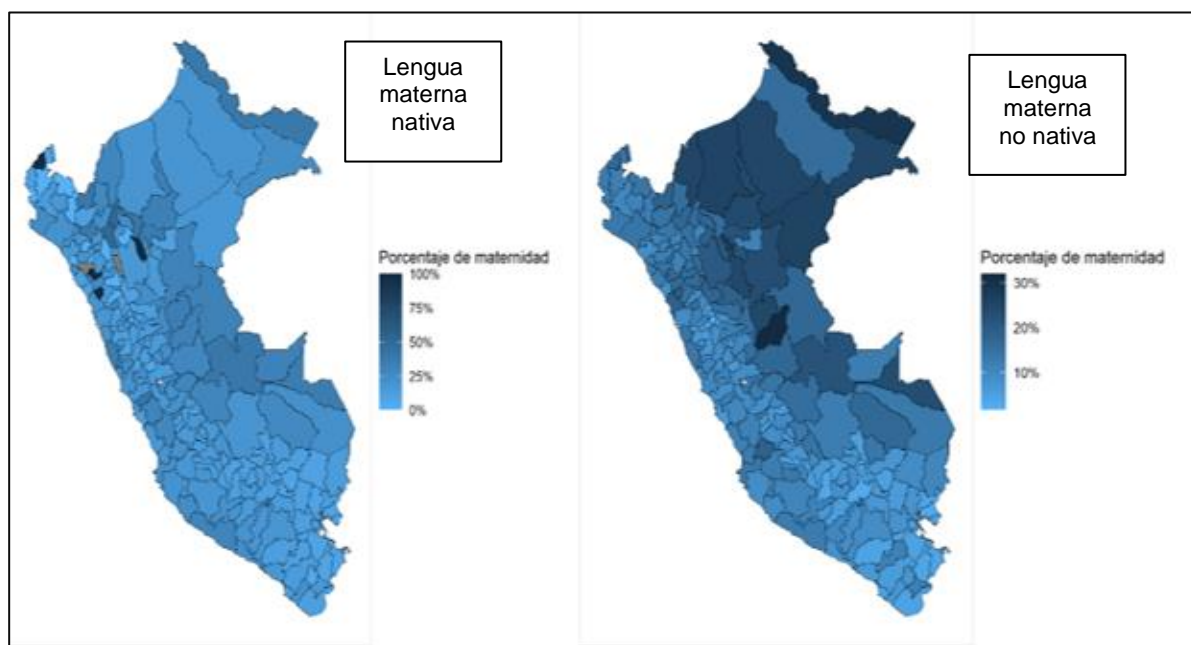 Lengua
materna
nativa
Porcentaje de maternidad
100%
75%
50%
25%
0%
Lengua
materna
no nativa
Porcentaje de maternidad
30%
20%
10%